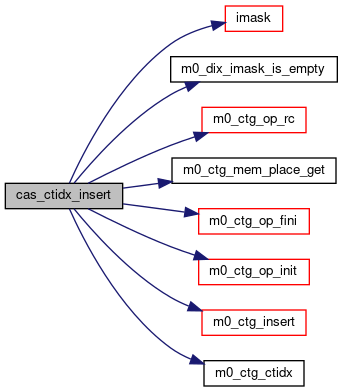 cas_ctidx_insert
imask
m0_dix_imask_is_empty
m0_ctg_op_rc
m0_ctg_mem_place_get
m0_ctg_op_fini
m0_ctg_op_init
m0_ctg_insert
m0_ctg_ctidx